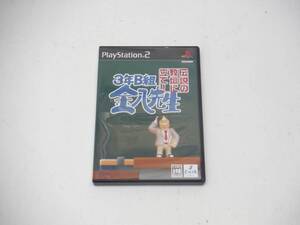 PlayStation 2
伝説の
教壇に
立て!
3年B組
金八先生